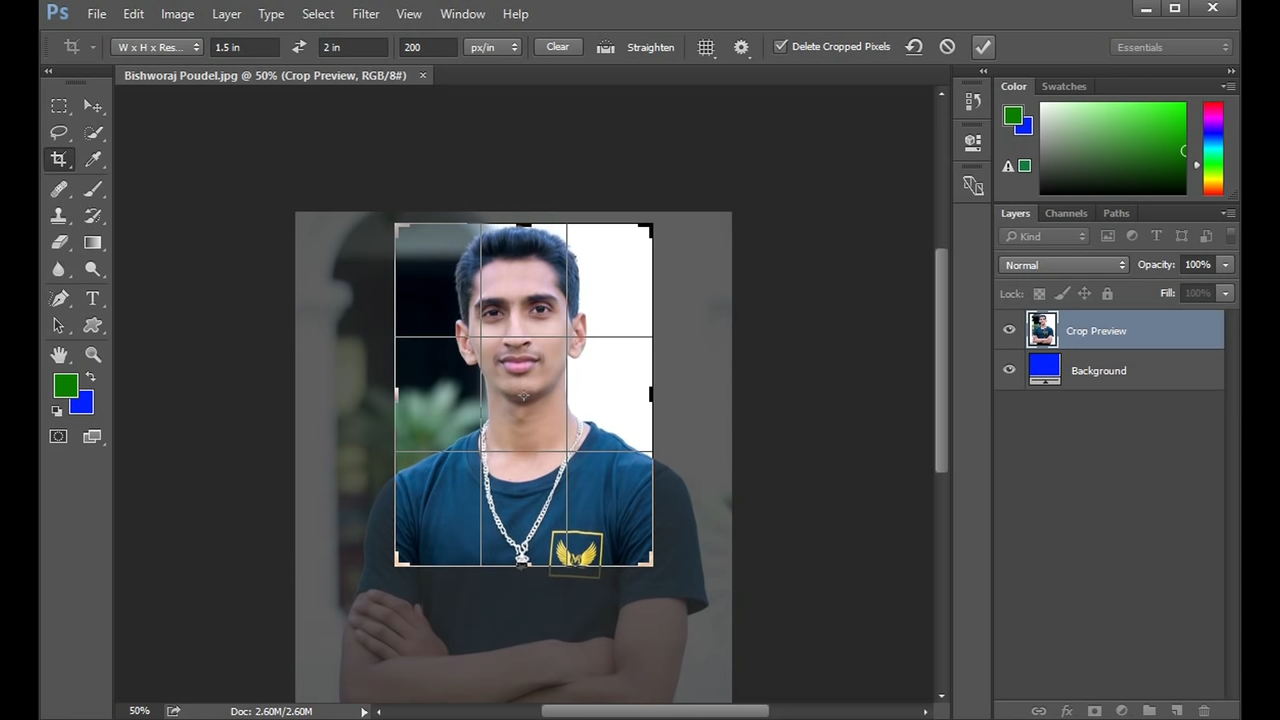 Ps File Edit Image Layer Type Select Filter View Window Help
W x H x Res... 1.5 in 2 in 200 px/in Clear Straighten Delete Cropped Pixels Essentials
Bishworaj Poudel.jpg @ 50% (Crop Preview, RGB/8#) ×
Color Swatches
Layers Channels Paths
Kind
Normal Opacity: 100%
Lock: Fill: 100%
Crop Preview
Background
50% Doc: 2.60M/2.60M
fx